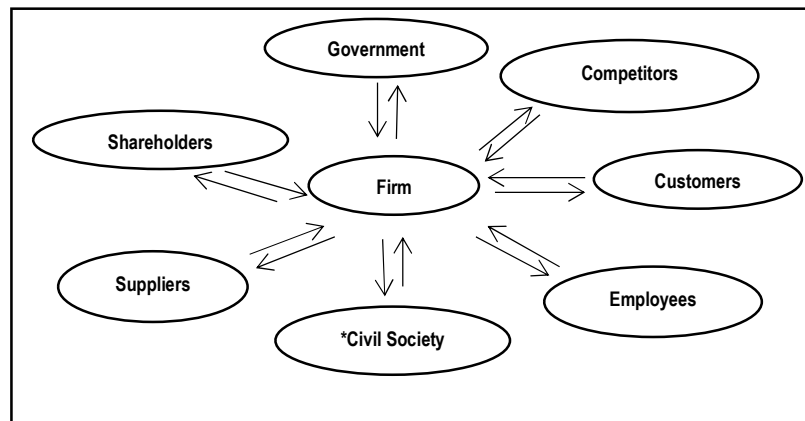 Government
Competitors
Shareholders
Firm
Customers
Suppliers
Employees
*Civil Society